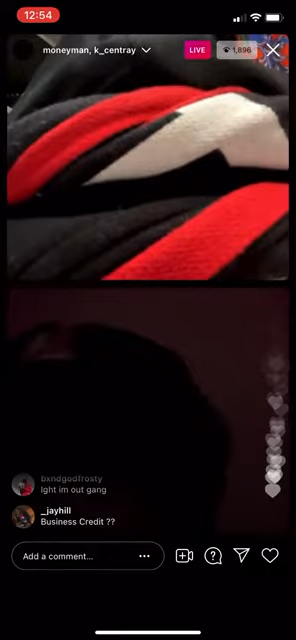 12:54
moneyman, k_centray
LIVE
1,896
bxndgodfrosty
Ight im out gang
_jayhill
Business Credit ??
Add a comment...